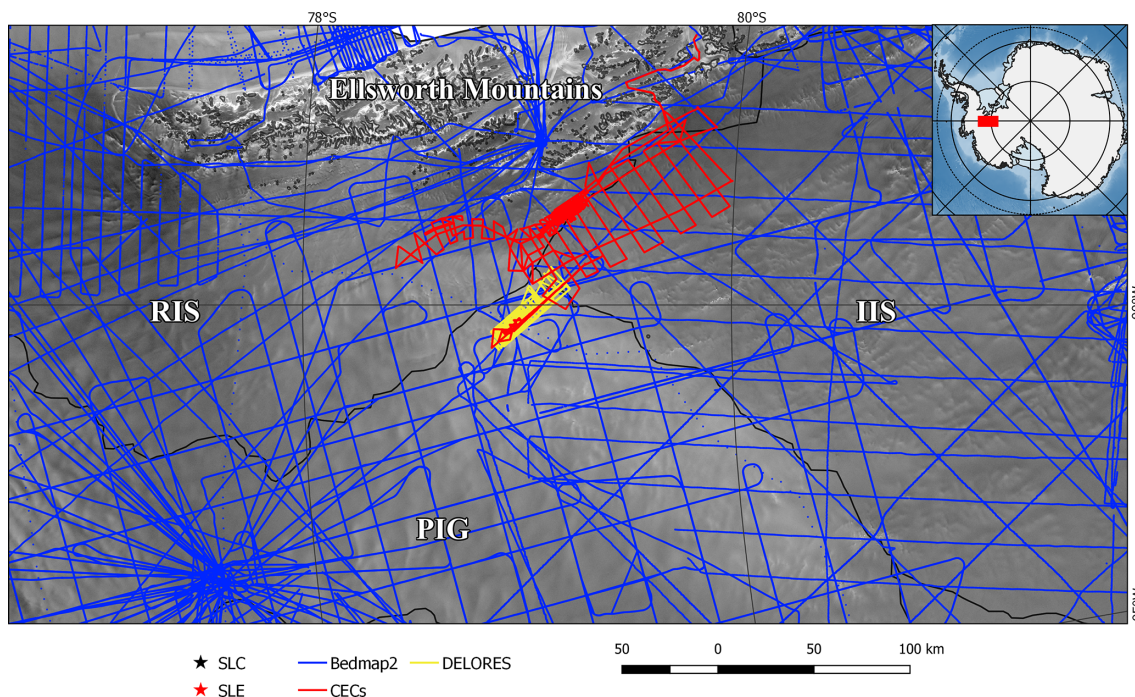 78°S
80°S
Ellsworth Mountains
RIS
IIS
PIG
SLC
Bedmap2
DELORES
SLE
CECs
50
0
50
100 km